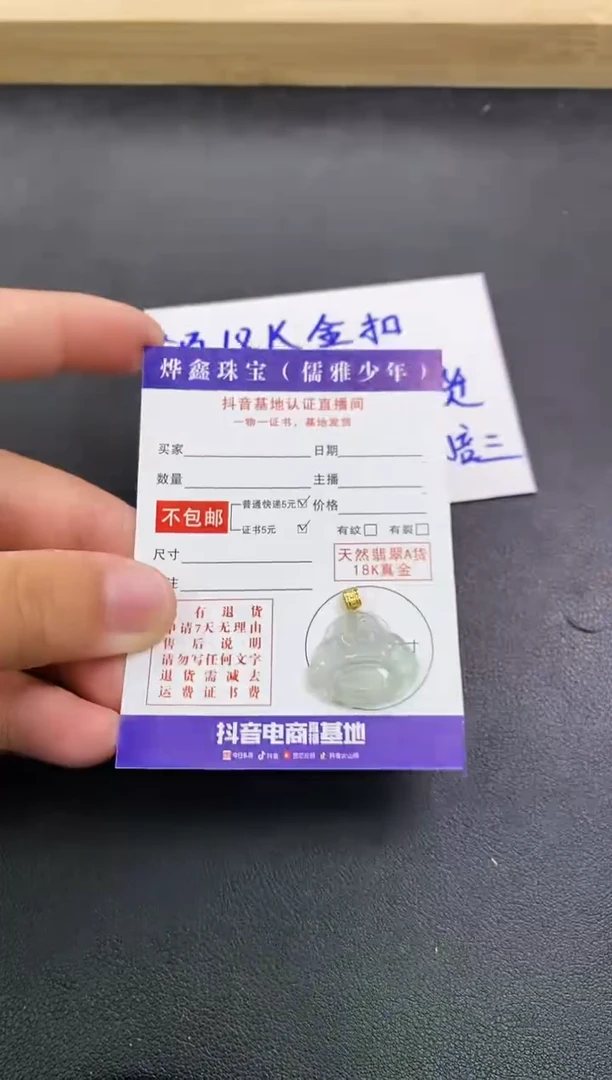 18K金扣
烨鑫珠宝（儒雅少年）
抖音基地认证直播间
一物一证书，基地发货
买家 日期
数量 主播
不包邮 普通快递5元 价格
证书5元 有纹 有裂
尺寸
天然翡翠A货
18K真金
有退货
申请7天无理由
售后说明
请勿写任何文字
退货需减去
运费证书费
寸
抖音电商基地